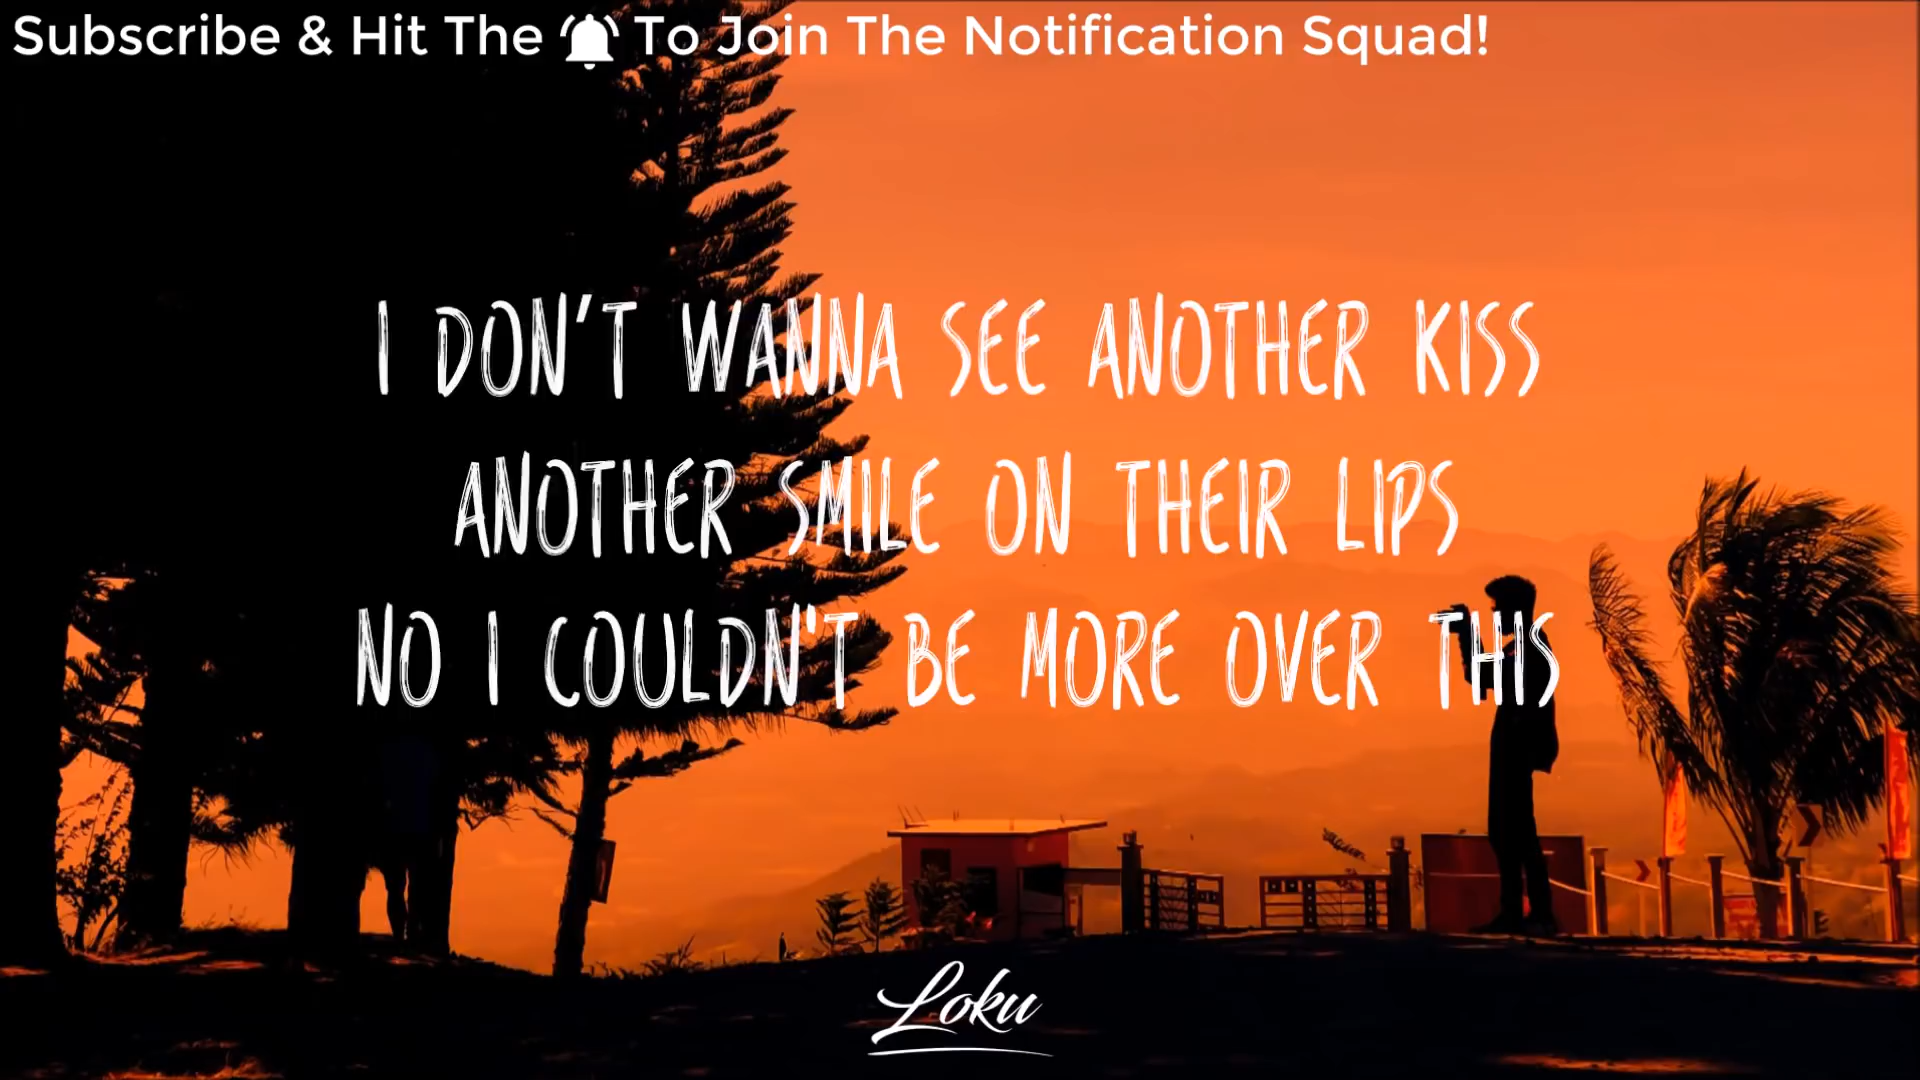 Subscribe & Hit The 🔔 To Join The Notification Squad!
I DON'T WANNA SEE ANOTHER KISS
ANOTHER SMILE ON THEIR LIPS
NO I COULDN'T BE MORE OVER THIS
Loku